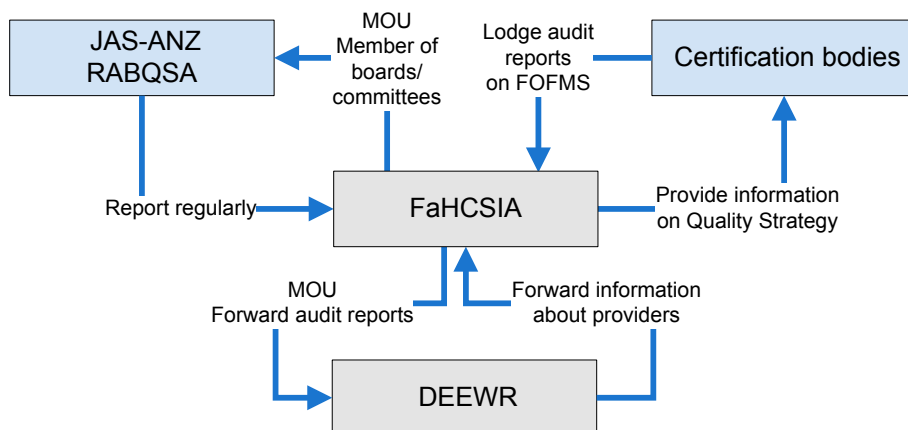 JAS-ANZ
RABQSA
MOU
Member of
boards/
committees
Lodge audit
reports
on FOFMS
Certification bodies
Report regularly
FaHCSIA
Provide information
on Quality Strategy
MOU
Forward audit reports
Forward information
about providers
DEEWR